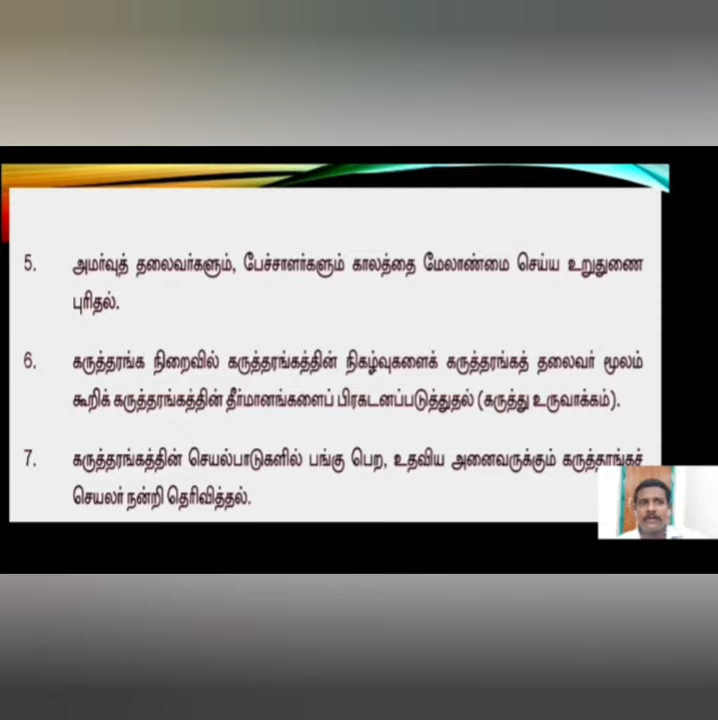 5. அமர்வுத் தலைவர்களும், பேச்சாளர்களும் காலத்தை மேலாண்மை செய்ய உறுதுணை
புரிதல்.
6. கருத்தரங்க நிறைவில் கருத்தரங்கத்தின் நிகழ்வுகளைக் கருத்தரங்கத் தலைவர் மூலம்
கூறிக் கருத்தரங்கத்தின் தீர்மானங்களைப் பிரகடனப்படுத்துதல் (கருத்து உருவாக்கம்).
7. கருத்தரங்கத்தின் செயல்பாடுகளில் பங்கு பெற, உதவிய அனைவருக்கும் கருத்தாங்கச்
செயலர் நன்றி தெரிவித்தல்.